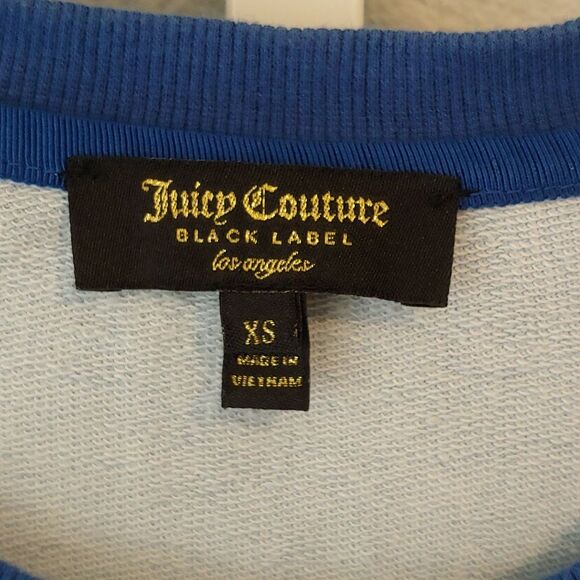 Juicy Couture
BLACK LABEL
los angeles
XS
MADE IN
VIETNAM